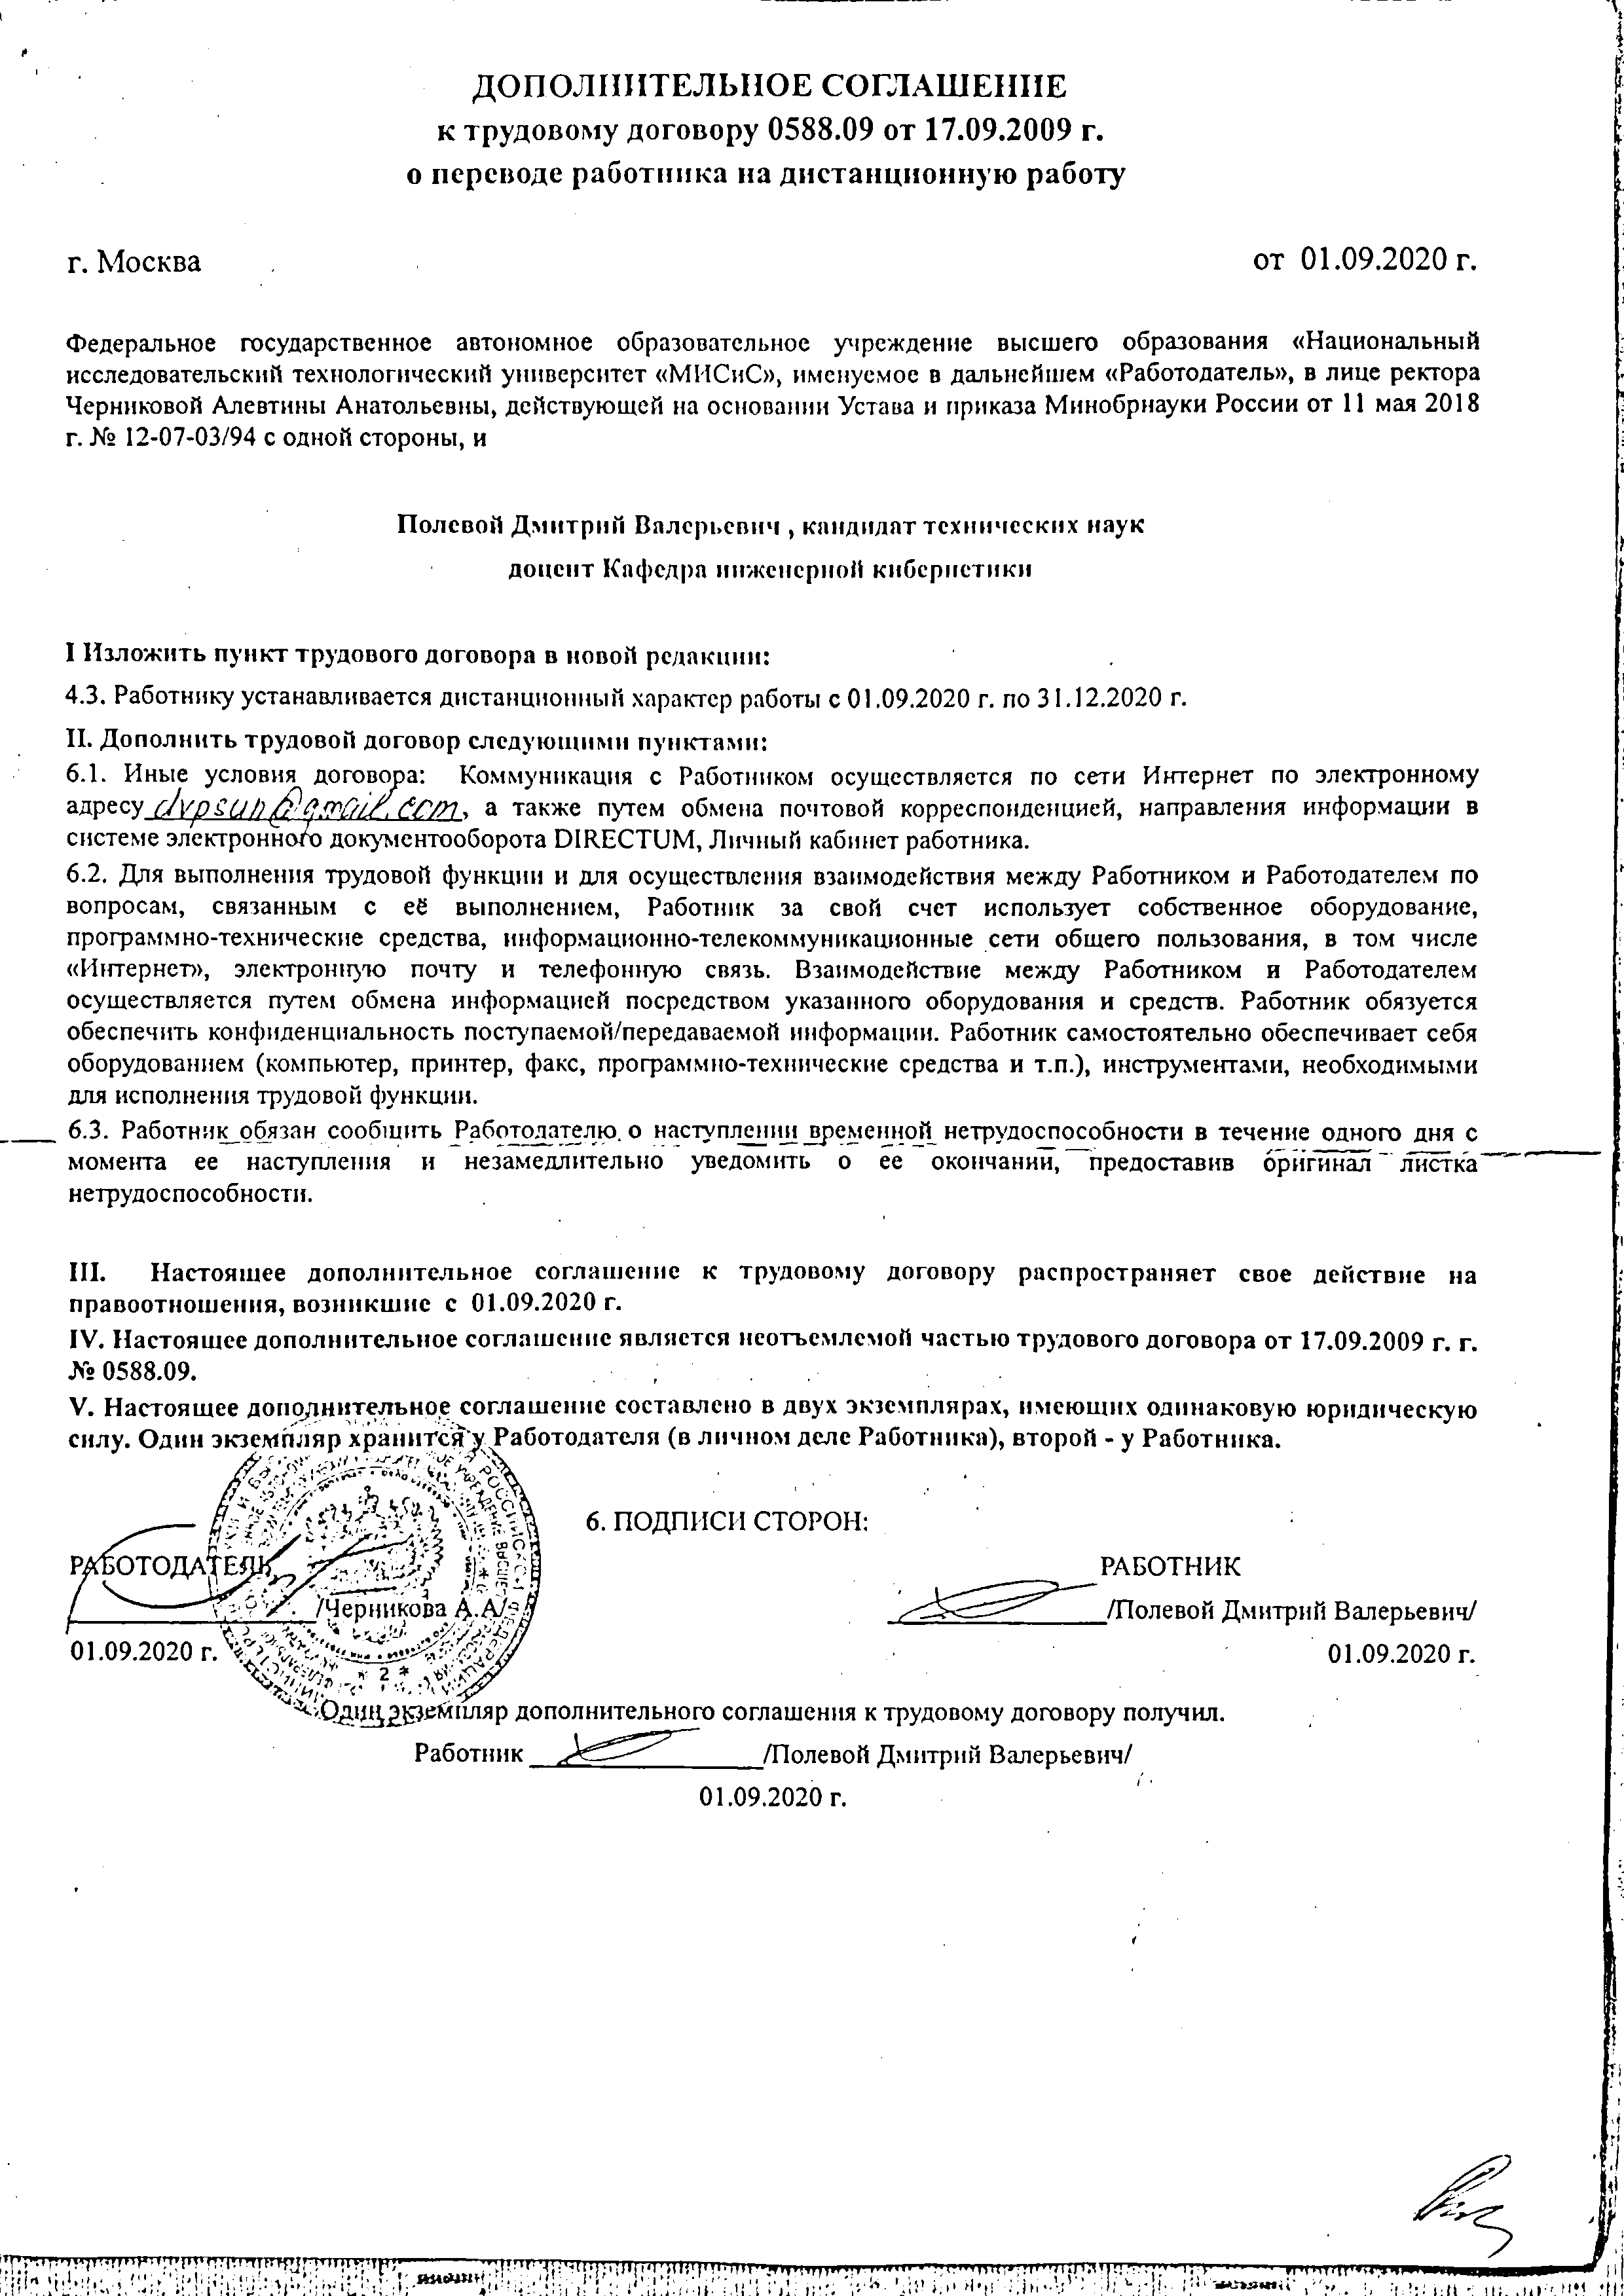 ДОПОЛНИТЕЛЬНОЕ СОГЛАШЕНИЕ
к трудовому договору 0588.09 от 17.09.2009 г.
о переводе работника на дистанционную работу
г. Москва от 01.09.2020 г.
Федеральное государственное автономное образовательное учреждение высшего образования «Национальный
исследовательский технологический университет «МИСиС», именуемое в дальнейшем «Работодатель», в лице ректора
Черниковой Алевтины Анатольевны, действующей на основании Устава и приказа Минобрнауки России от 11 мая 2018
г. № 12-07-03/94 с одной стороны, и
Полевой Дмитрий Валерьевич , кандидат технических наук
доцент Кафедра инженерной кибернетики
I Изложить пункт трудового договора в новой редакции:
4.3. Работнику устанавливается дистанционный характер работы с 01.09.2020 г. по 31.12.2020 г.
II. Дополнить трудовой договор следующими пунктами:
6.1. Иные условия договора: Коммуникация с Работником осуществляется по сети Интернет по электронному
адресу dvpsun@gmail.com, а также путем обмена почтовой корреспонденцией, направления информации в
системе электронного документооборота DIRECTUM, Личный кабинет работника.
6.2. Для выполнения трудовой функции и для осуществления взаимодействия между Работником и Работодателем по
вопросам, связанным с её выполнением, Работник за свой счет использует собственное оборудование,
программно-технические средства, информационно-телекоммуникационные сети общего пользования, в том числе
«Интернет», электронную почту и телефонную связь. Взаимодействие между Работником и Работодателем
осуществляется путем обмена информацией посредством указанного оборудования и средств. Работник обязуется
обеспечить конфиденциальность поступаемой/передаваемой информации. Работник самостоятельно обеспечивает себя
оборудованием (компьютер, принтер, факс, программно-технические средства и т.п.), инструментами, необходимыми
для исполнения трудовой функции.
6.3. Работник обязан сообщить Работодателю о наступлении временной нетрудоспособности в течение одного дня с
момента ее наступления и незамедлительно уведомить о ее окончании, предоставив оригинал листка
нетрудоспособности.
III. Настоящее дополнительное соглашение к трудовому договору распространяет свое действие на
правоотношения, возникшие с 01.09.2020 г.
IV. Настоящее дополнительное соглашение является неотъемлемой частью трудового договора от 17.09.2009 г. г.
№ 0588.09.
V. Настоящее дополнительное соглашение составлено в двух экземплярах, имеющих одинаковую юридическую
силу. Один экземпляр хранится у Работодателя (в личном деле Работника), второй - у Работника.
6. ПОДПИСИ СТОРОН:
РАБОТОДАТЕЛЬ РАБОТНИК
/Черникова А.А/ /Полевой Дмитрий Валерьевич/
01.09.2020 г. 01.09.2020 г.
Один экземпляр дополнительного соглашения к трудовому договору получил.
Работник /Полевой Дмитрий Валерьевич/
01.09.2020 г.